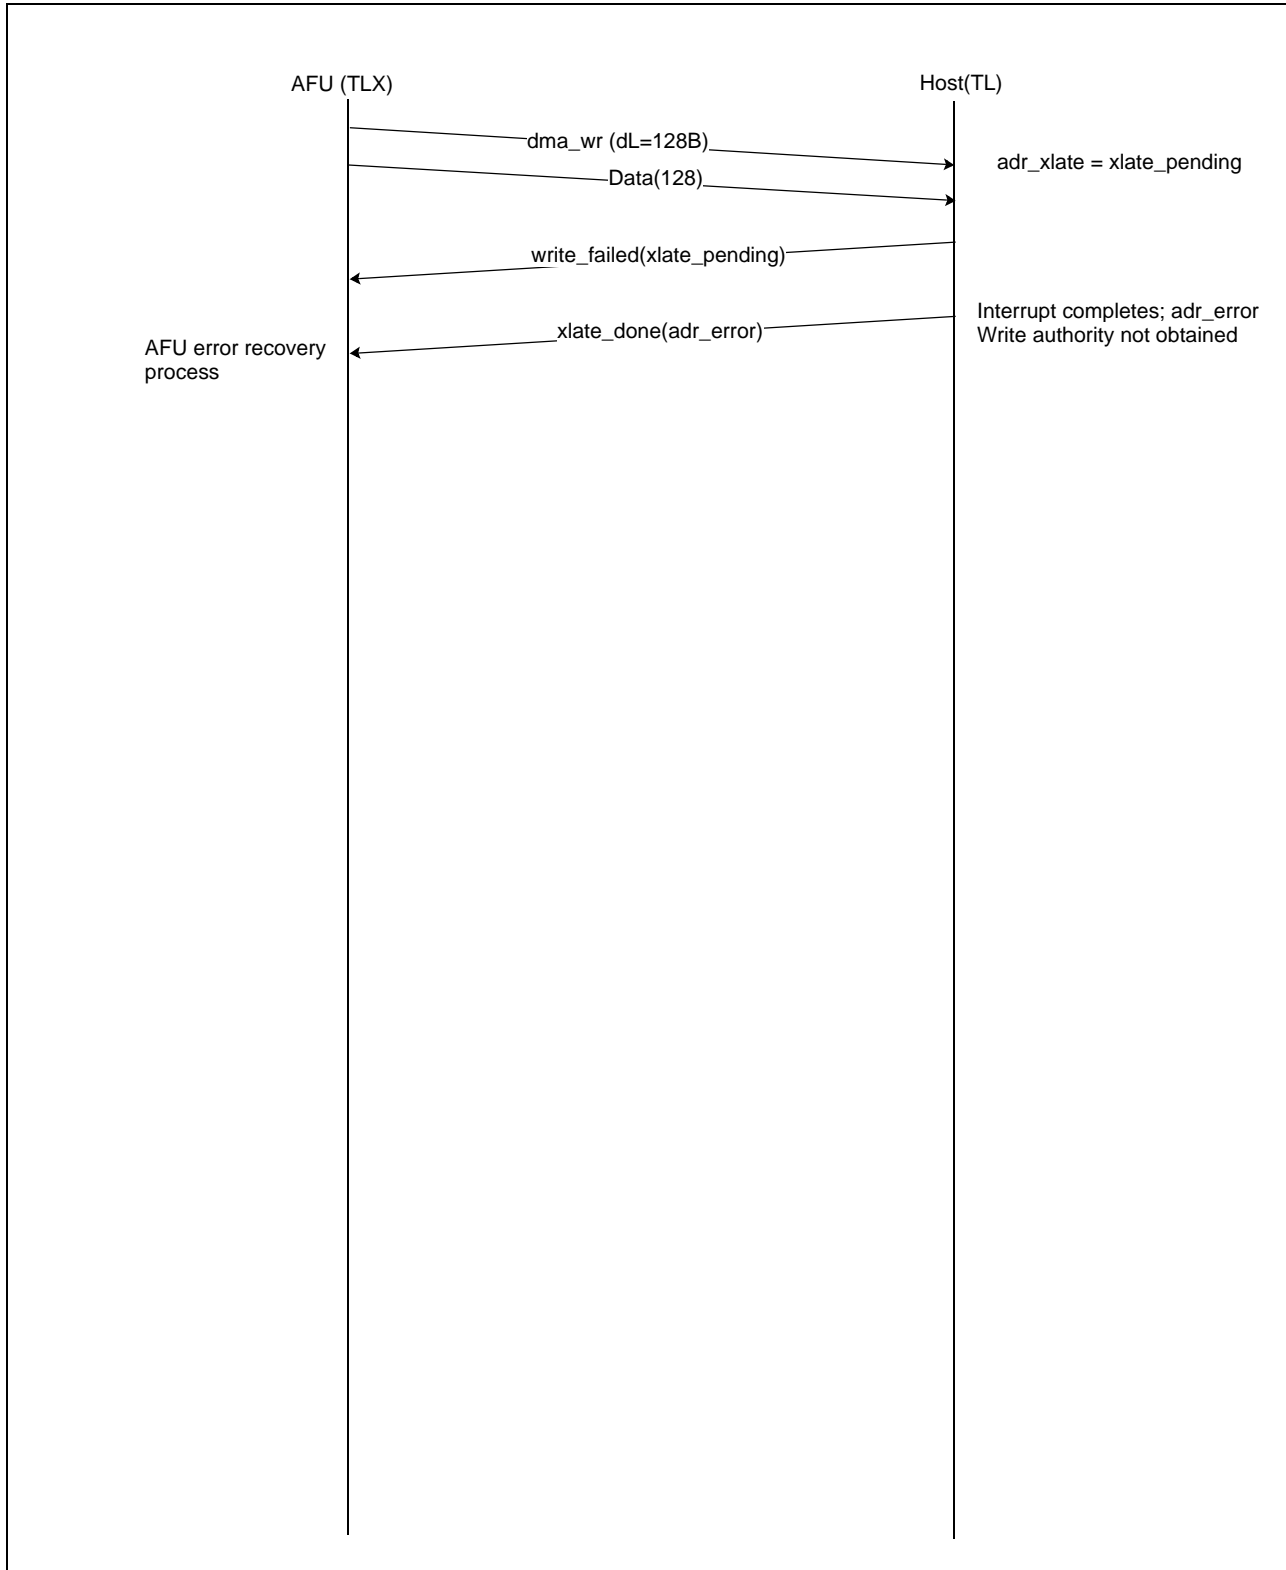 AFU (TLX)
Host(TL)
dma_wr (dL=128B)
adr_xlate = xlate_pending
Data(128)
write_failed(xlate_pending)
Interrupt completes; adr_error
Write authority not obtained
xlate_done(adr_error)
AFU error recovery
process